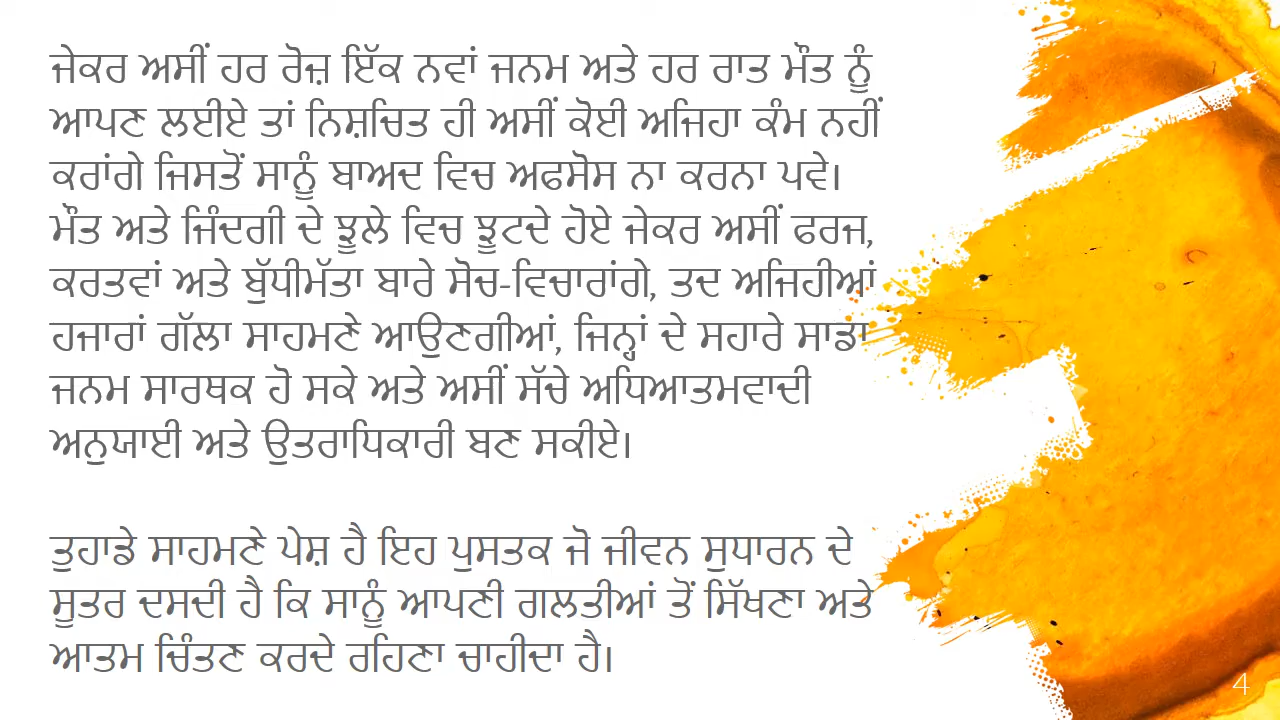 ਜੇਕਰ ਅਸੀਂ ਹਰ ਰੋਜ਼ ਇੱਕ ਨਵਾਂ ਜਨਮ ਅਤੇ ਹਰ ਰਾਤ ਮੌਤ ਨੂੰ
ਆਪਣ ਲਈਏ ਤਾਂ ਨਿਸ਼ਚਿਤ ਹੀ ਅਸੀਂ ਕੋਈ ਅਜਿਹਾ ਕੰਮ ਨਹੀਂ
ਕਰਾਂਗੇ ਜਿਸਤੋਂ ਸਾਨੂੰ ਬਾਅਦ ਵਿਚ ਅਫਸੋਸ ਨਾ ਕਰਨਾ ਪਵੇ।
ਮੌਤ ਅਤੇ ਜਿੰਦਗੀ ਦੇ ਝੂਲੇ ਵਿਚ ਝੂਟਦੇ ਹੋਏ ਜੇਕਰ ਅਸੀਂ ਫਰਜ,
ਕਰਤਵਾਂ ਅਤੇ ਬੁੱਧੀਮੱਤਾ ਬਾਰੇ ਸੋਚ-ਵਿਚਾਰਾਂਗੇ, ਤਦ ਅਜਿਹੀਆਂ
ਹਜਾਰਾਂ ਗੱਲਾ ਸਾਹਮਣੇ ਆਉਣਗੀਆਂ, ਜਿਨ੍ਹਾਂ ਦੇ ਸਹਾਰੇ ਸਾਡਾ
ਜਨਮ ਸਾਰਥਕ ਹੋ ਸਕੇ ਅਤੇ ਅਸੀਂ ਸੱਚੇ ਅਧਿਆਤਮਵਾਦੀ
ਅਨੁਯਾਈ ਅਤੇ ਉਤਰਾਧਿਕਾਰੀ ਬਣ ਸਕੀਏ।
ਤੁਹਾਡੇ ਸਾਹਮਣੇ ਪੇਸ਼ ਹੈ ਇਹ ਪੁਸਤਕ ਜੋ ਜੀਵਨ ਸੁਧਾਰਨ ਦੇ
ਸੂਤਰ ਦਸਦੀ ਹੈ ਕਿ ਸਾਨੂੰ ਆਪਣੀ ਗਲਤੀਆਂ ਤੋਂ ਸਿੱਖਣਾ ਅਤੇ
ਆਤਮ ਚਿੰਤਣ ਕਰਦੇ ਰਹਿਣਾ ਚਾਹੀਦਾ ਹੈ।
4